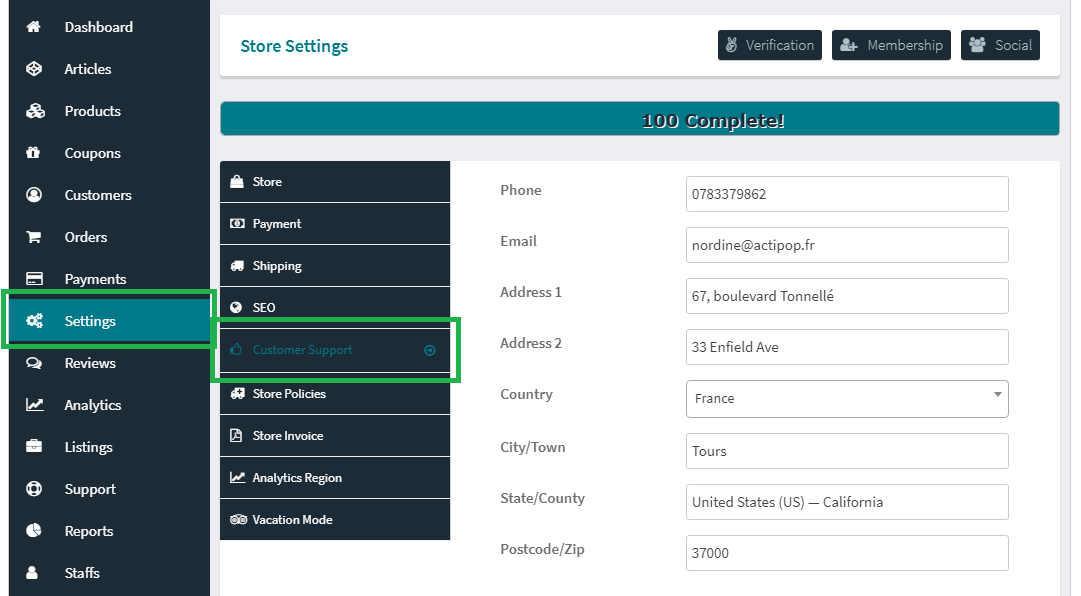 Dashboard
Articles
Products
Coupons
Customers
Orders
Payments
Settings
Reviews
Analytics
Listings
Support
Reports
Staffs
Store Settings
Verification
Membership
Social
100 Complete!
Store
Payment
Shipping
SEO
Customer Support
Store Policies
Store Invoice
Analytics Region
Vacation Mode
Phone
0783379862
Email
nordine@actipop.fr
Address 1
67, boulevard Tonnellé
Address 2
33 Enfield Ave
Country
France
City/Town
Tours
State/County
United States (US) — California
Postcode/Zip
37000